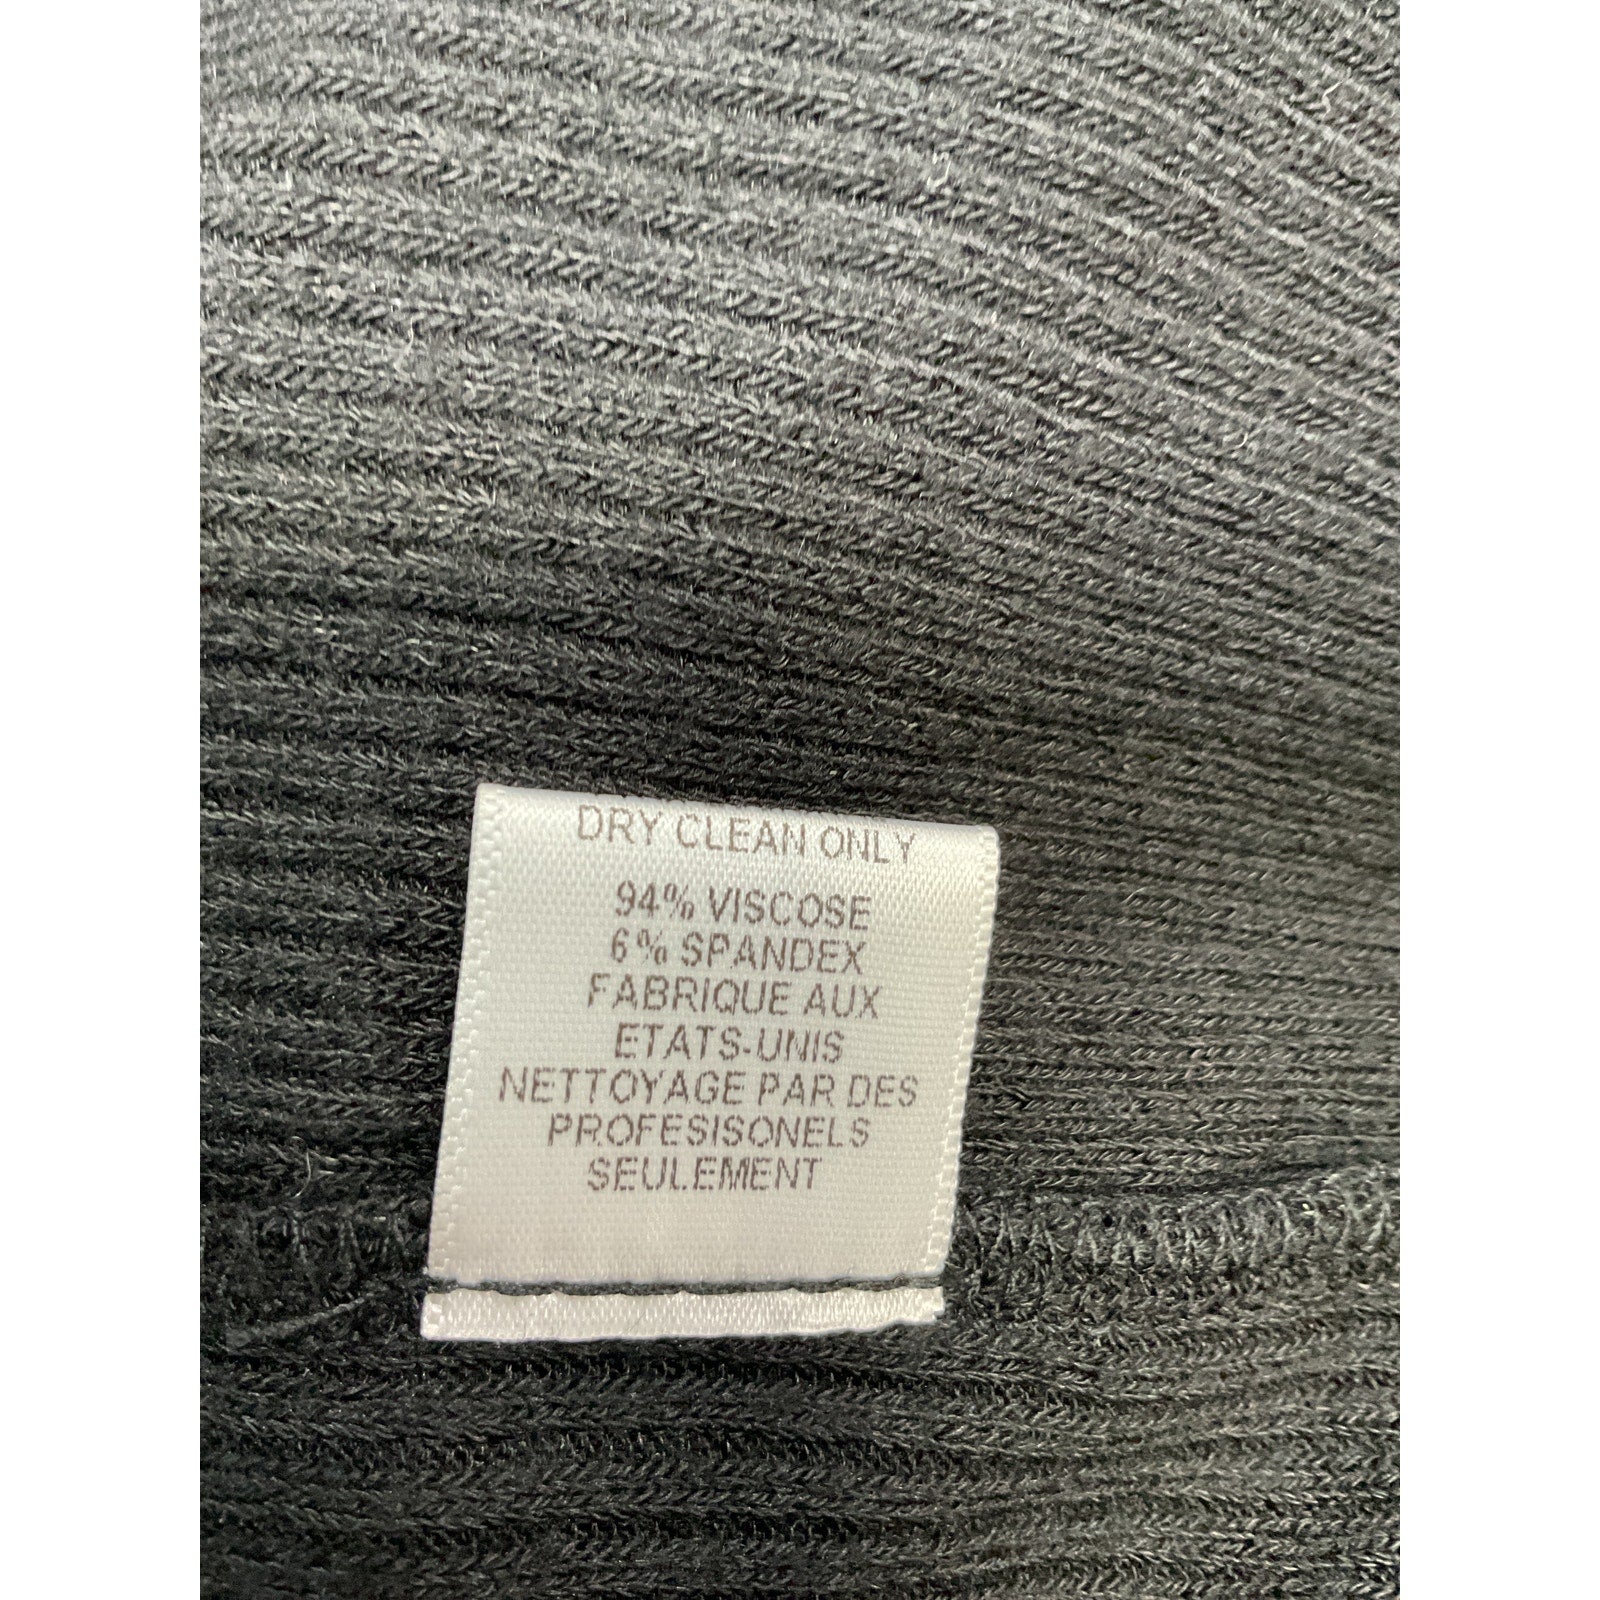 DRY CLEAN ONLY
94% VISCOSE
6% SPANDEX
FABRIQUE AUX
ETATS-UNIS
NETTOYAGE PAR DES
PROFESISONELS
SEULEMENT